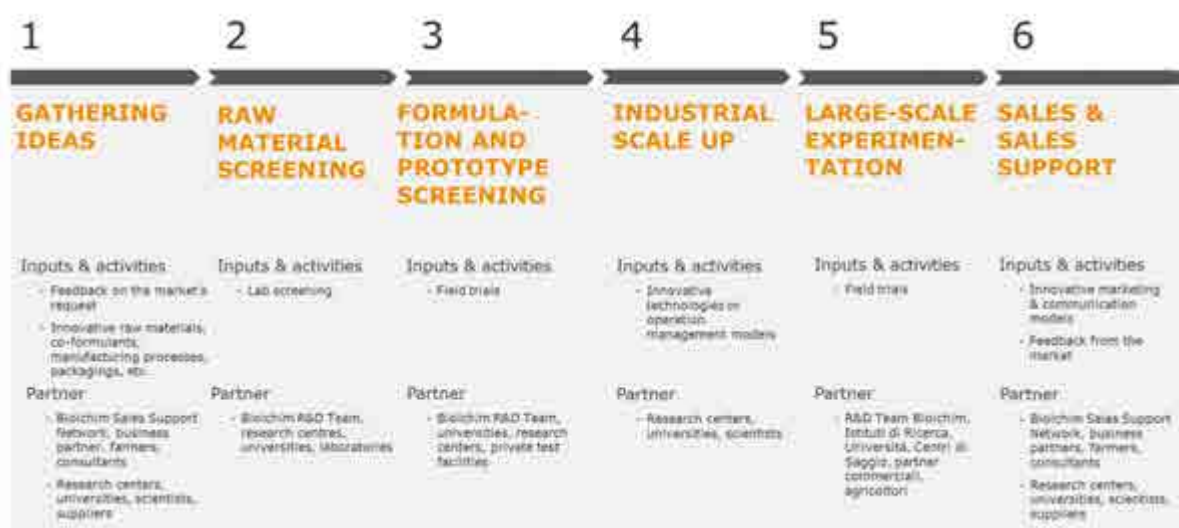 1
GATHERING
IDEAS
Inputs & activities
- Feedback on the market's
request
- Innovative raw materials,
co-formulants,
manufacturing processes,
packagings, etc.
Partner
- Biolchim Sales Support
Network, business
partner, farmers,
consultants
- Research centers,
universities, scientists,
suppliers
2
RAW
MATERIAL
SCREENING
Inputs & activities
- Lab screening
Partner
- Biolchim R&D Team,
research centres,
universities, laboratories
3
FORMULA-
TION AND
PROTOTYPE
SCREENING
Inputs & activities
- Field trials
Partner
- Biolchim R&D Team,
universities, research
centers, private test
facilities
4
INDUSTRIAL
SCALE UP
Inputs & activities
- Innovative
technologies or
operation
management models
Partner
- Research centers,
universities, scientists
5
LARGE-SCALE
EXPERIMEN-
TATION
Inputs & activities
- Field trials
Partner
- R&D Team Biolchim,
Istituti di Ricerca,
Università, Centri di
Saggio, partner
commerciali,
agricoltori
6
SALES &
SALES
SUPPORT
Inputs & activities
- Innovative marketing
& communication
models
- Feedback from the
market
Partner
- Biolchim Sales Support
Network, business
partners, farmers,
consultants
- Research centers,
universities, scientists,
suppliers